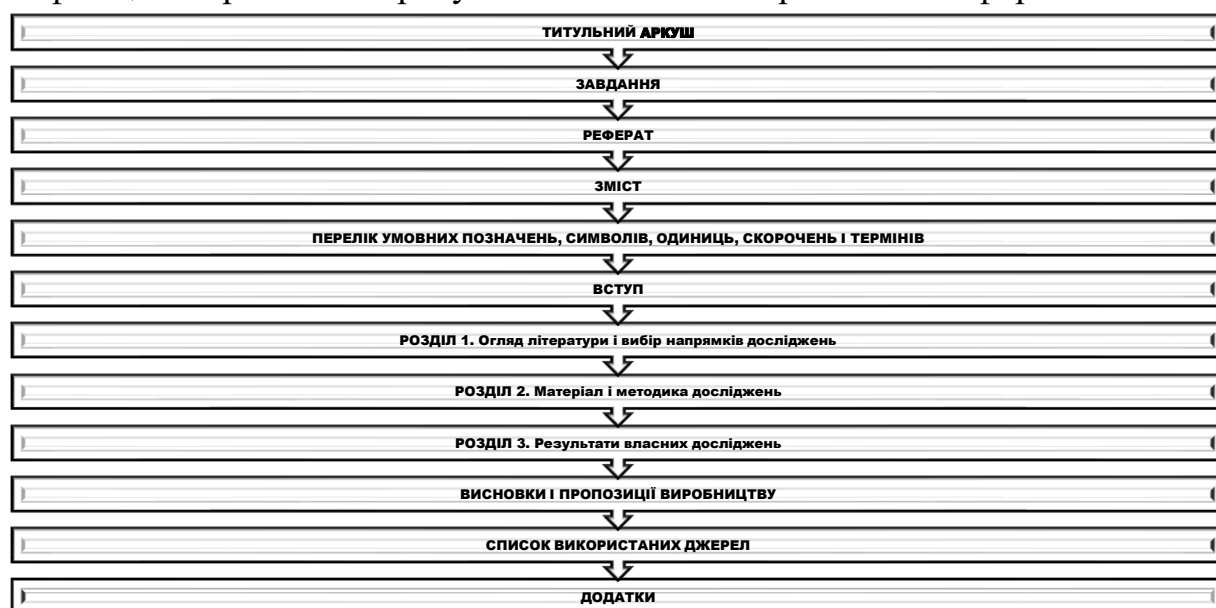 ТИТУЛЬНИЙ АРКУШ
ЗАВДАННЯ
РЕФЕРАТ
ЗМІСТ
ПЕРЕЛІК УМОВНИХ ПОЗНАЧЕНЬ, СИМВОЛІВ, ОДИНИЦЬ, СКОРОЧЕНЬ І ТЕРМІНІВ
ВСТУП
РОЗДІЛ 1. Огляд літератури і вибір напрямків досліджень
РОЗДІЛ 2. Матеріал і методика досліджень
РОЗДІЛ 3. Результати власних досліджень
ВИСНОВКИ І ПРОПОЗИЦІЇ ВИРОБНИЦТВУ
СПИСОК ВИКОРИСТАНИХ ДЖЕРЕЛ
ДОДАТКИ